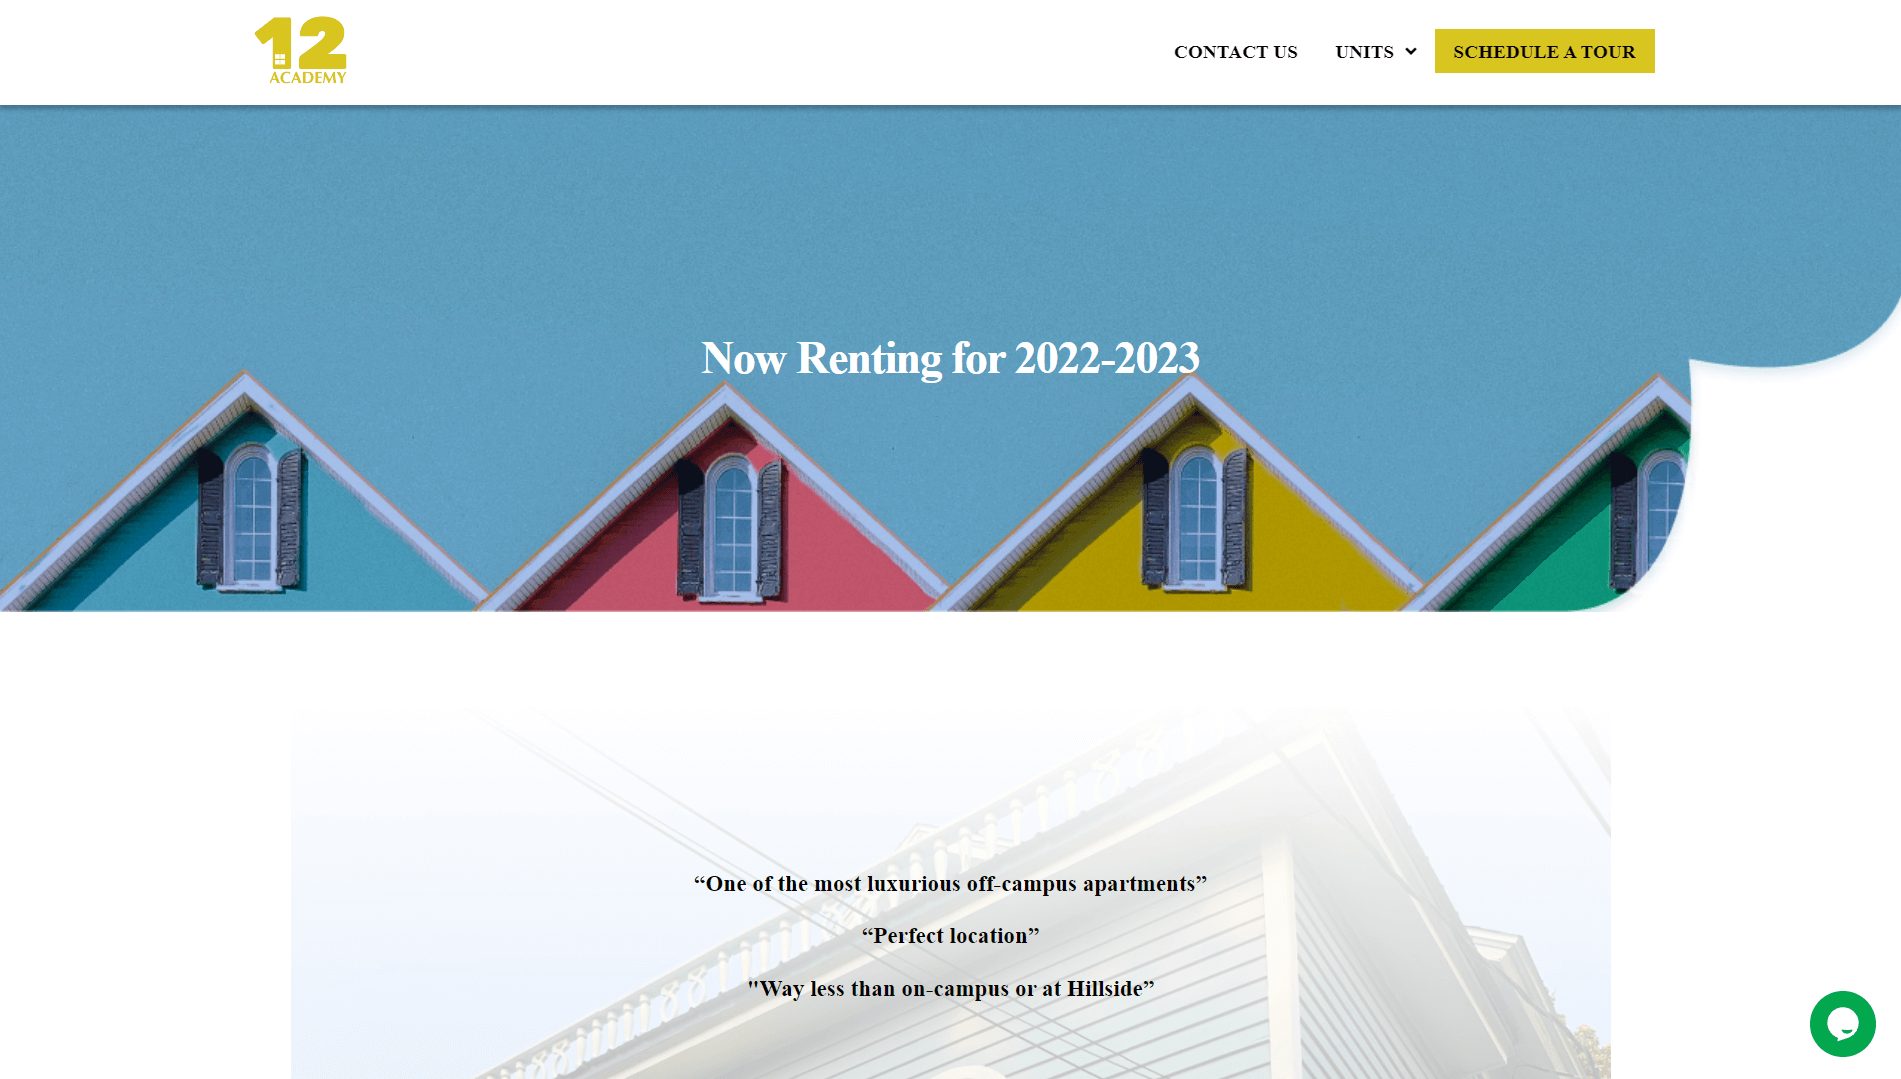 12
ACADEMY
CONTACT US
UNITS
SCHEDULE A TOUR
Now Renting for 2022-2023
“One of the most luxurious off-campus apartments”
“Perfect location”
"Way less than on-campus or at Hillside”